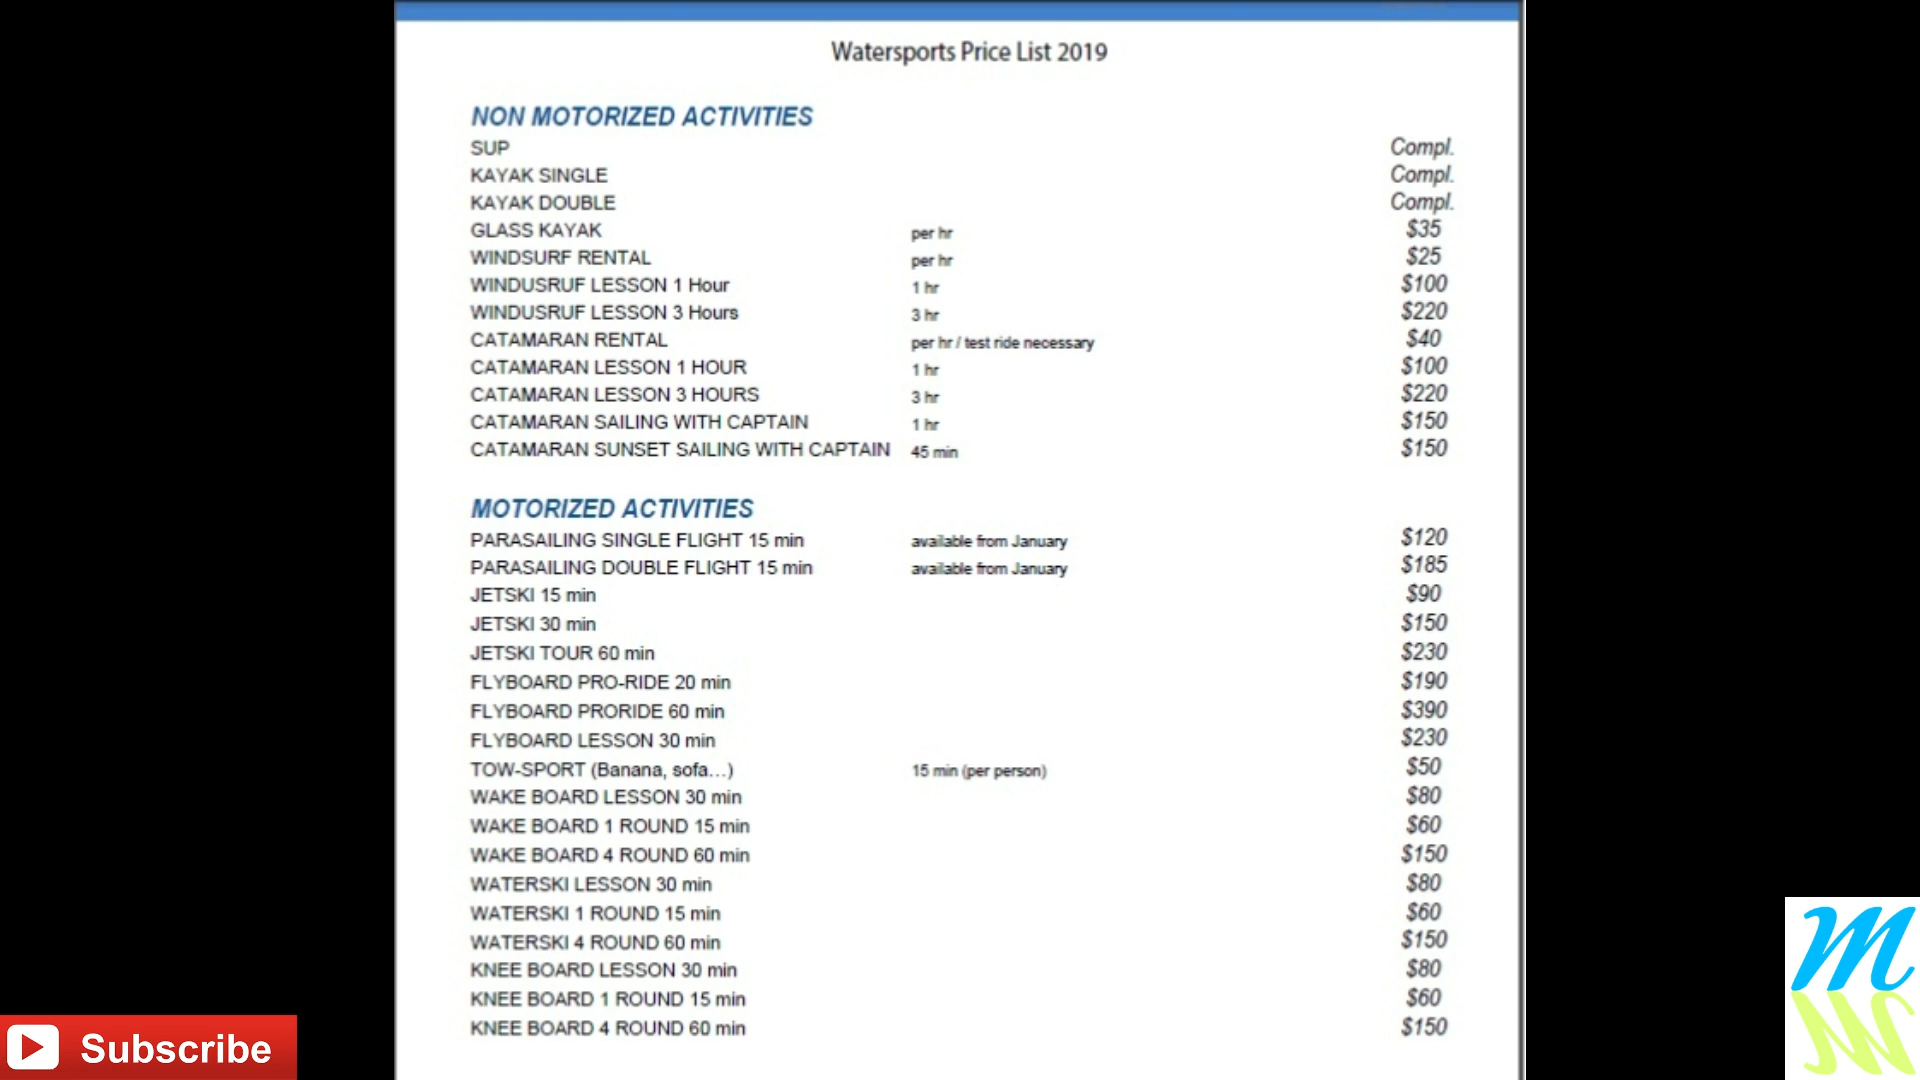 Watersports Price List 2019
NON MOTORIZED ACTIVITIES
SUP Compl.
KAYAK SINGLE Compl.
KAYAK DOUBLE Compl.
GLASS KAYAK per hr $35
WINDSURF RENTAL per hr $25
WINDUSRUF LESSON 1 Hour 1 hr $100
WINDUSRUF LESSON 3 Hours 3 hr $220
CATAMARAN RENTAL per hr / test ride necessary $40
CATAMARAN LESSON 1 HOUR 1 hr $100
CATAMARAN LESSON 3 HOURS 3 hr $220
CATAMARAN SAILING WITH CAPTAIN 1 hr $150
CATAMARAN SUNSET SAILING WITH CAPTAIN 45 min $150
MOTORIZED ACTIVITIES
PARASAILING SINGLE FLIGHT 15 min available from January $120
PARASAILING DOUBLE FLIGHT 15 min available from January $185
JETSKI 15 min $90
JETSKI 30 min $150
JETSKI TOUR 60 min $230
FLYBOARD PRO-RIDE 20 min $190
FLYBOARD PRORIDE 60 min $390
FLYBOARD LESSON 30 min $230
TOW-SPORT (Banana, sofa...) 15 min (per person) $50
WAKE BOARD LESSON 30 min $80
WAKE BOARD 1 ROUND 15 min $60
WAKE BOARD 4 ROUND 60 min $150
WATERSKI LESSON 30 min $80
WATERSKI 1 ROUND 15 min $60
WATERSKI 4 ROUND 60 min $150
KNEE BOARD LESSON 30 min $80
KNEE BOARD 1 ROUND 15 min $60
KNEE BOARD 4 ROUND 60 min $150
Subscribe